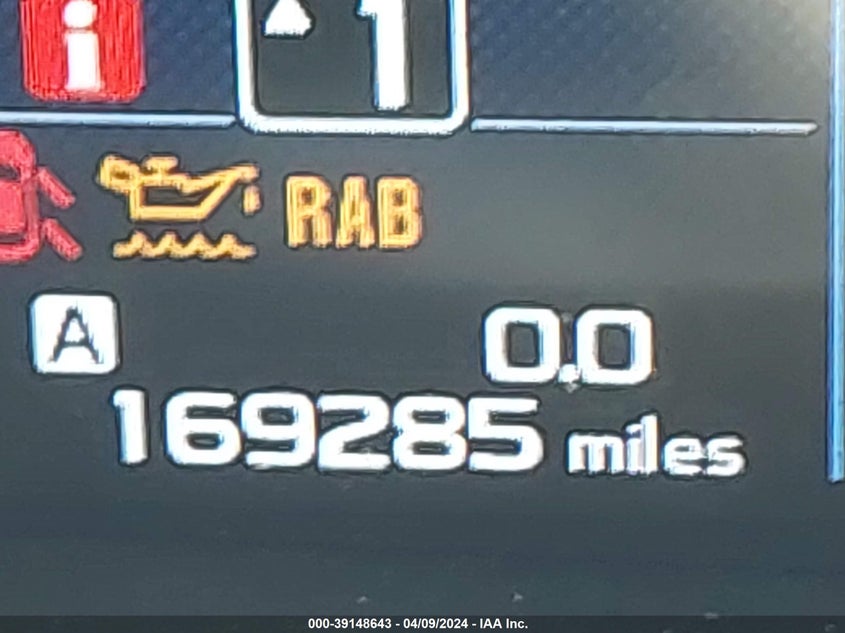 i
1
RAB
A
0.0
169285 miles
000-39148643 - 04/09/2024 - IAA Inc.